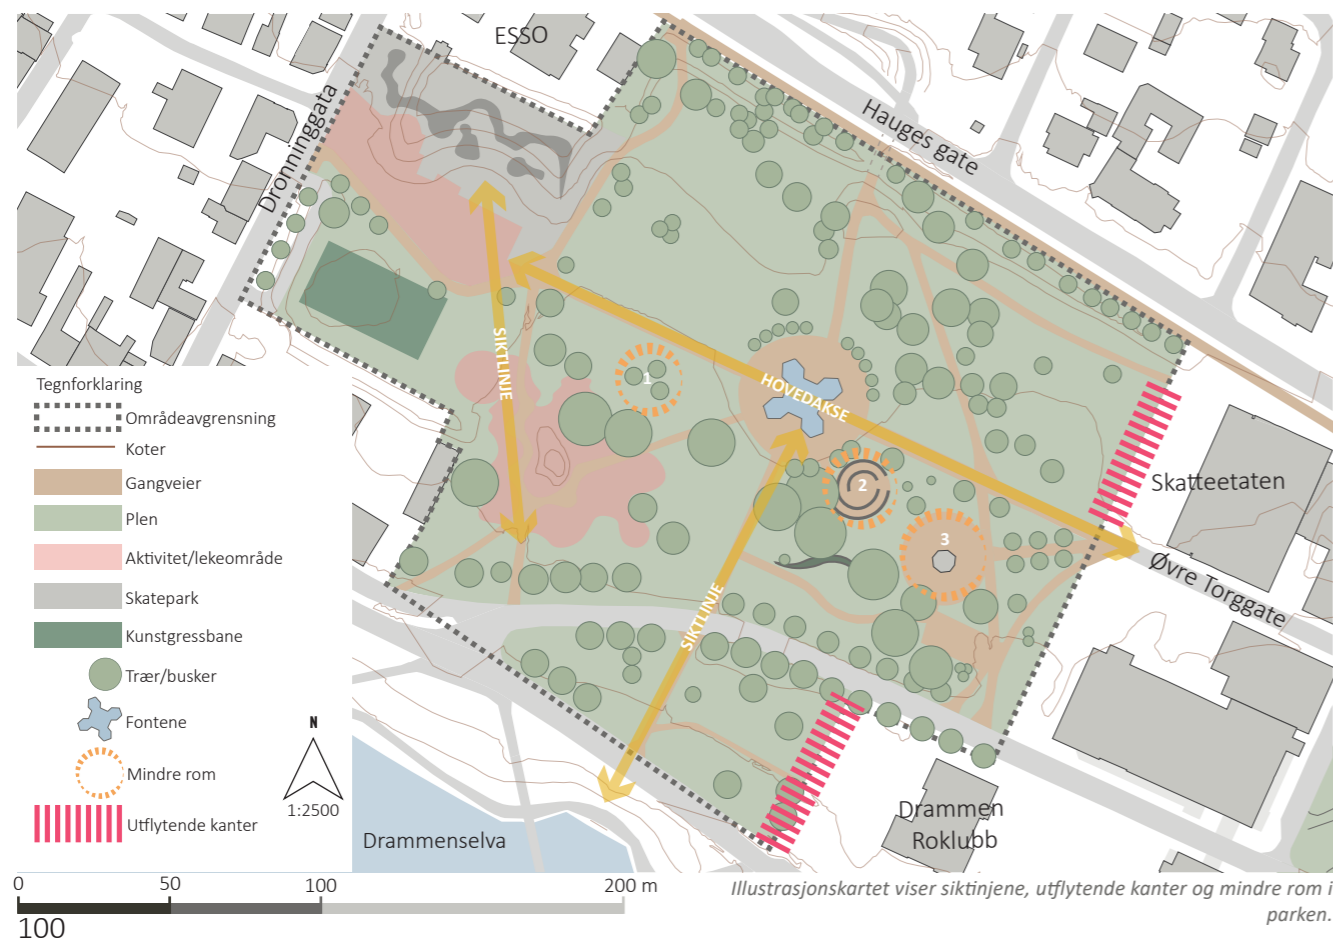 ESSO
Dronninggata
Hauges gate
SIKTLINJE
HOVEDAKSE
1
2
3
SIKTLINJE
Skatteetaten
Øvre Torggate
Drammen
Roklubb
Drammenselva
Tegnforklaring
Områdeavgrensning
Koter
Gangveier
Plen
Aktivitet/lekeområde
Skatepark
Kunstgressbane
Trær/busker
Fontene
Mindre rom
Utflytende kanter
N
1:2500
0 50 100 200 m
100
Illustrasjonskartet viser siktinjene, utflytende kanter og mindre rom i
parken.